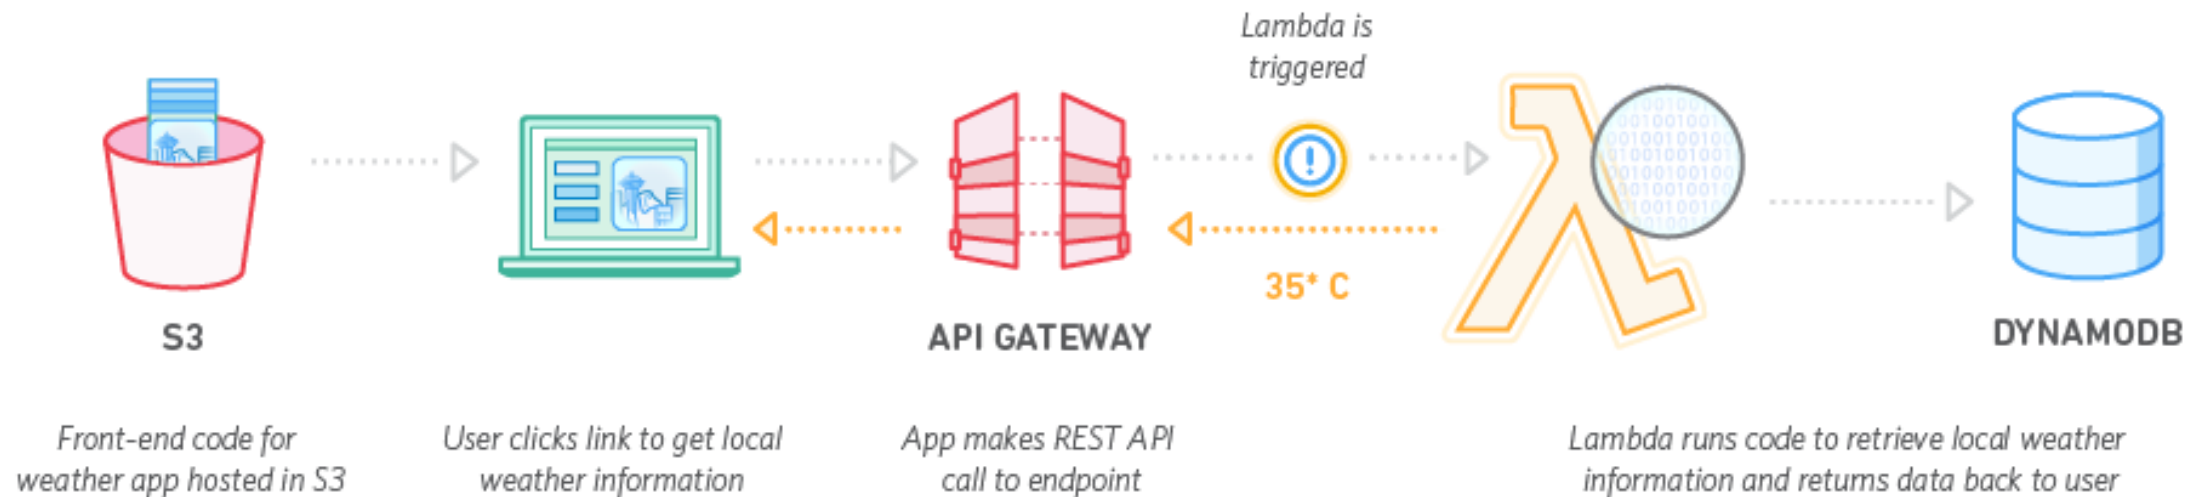 Lambda is
triggered
35* C
S3
API GATEWAY
DYNAMODB
Front-end code for
weather app hosted in S3
User clicks link to get local
weather information
App makes REST API
call to endpoint
Lambda runs code to retrieve local weather
information and returns data back to user